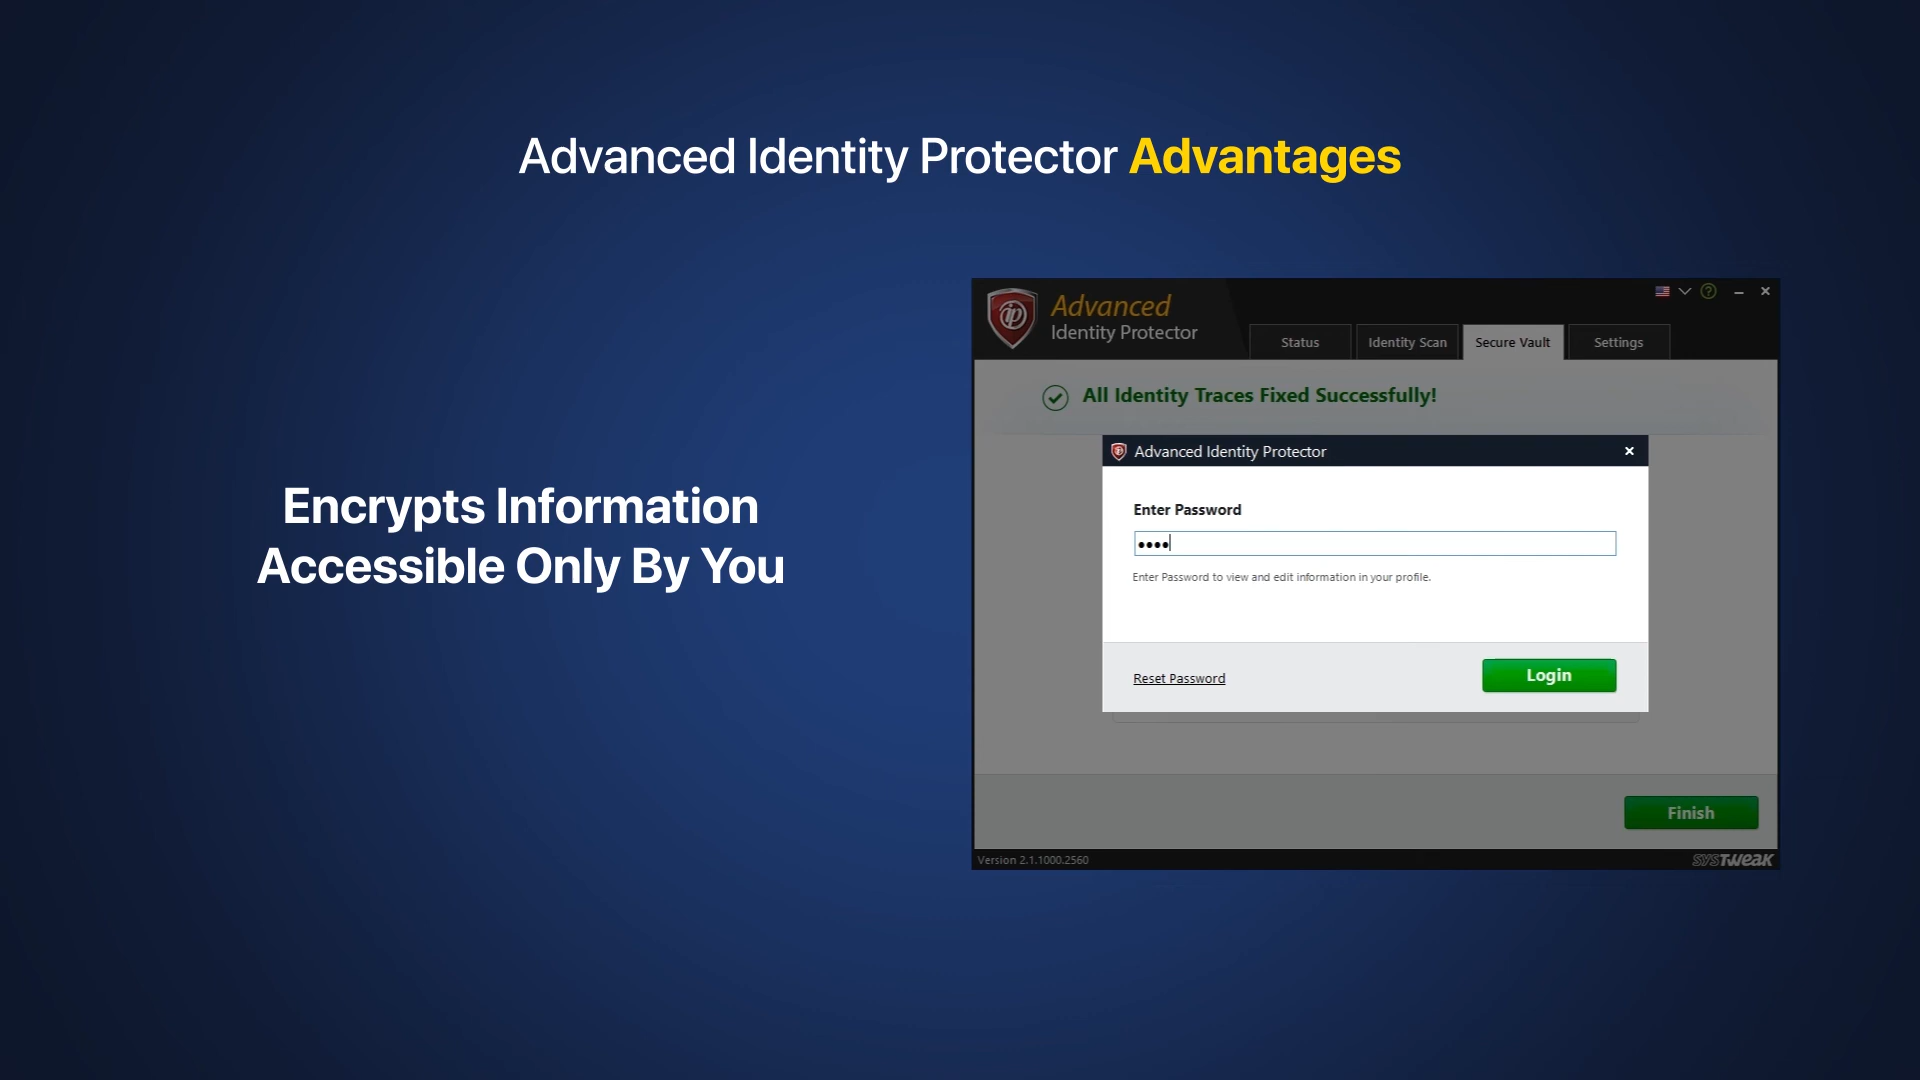 Advanced Identity Protector Advantages
Encrypts Information
Accessible Only By You
Advanced
Identity Protector
Status
Identity Scan
Secure Vault
Settings
All Identity Traces Fixed Successfully!
Advanced Identity Protector
Enter Password
Enter Password to view and edit information in your profile.
Reset Password
Login
Finish
Version 2.1.1000.2560
SYSTweak